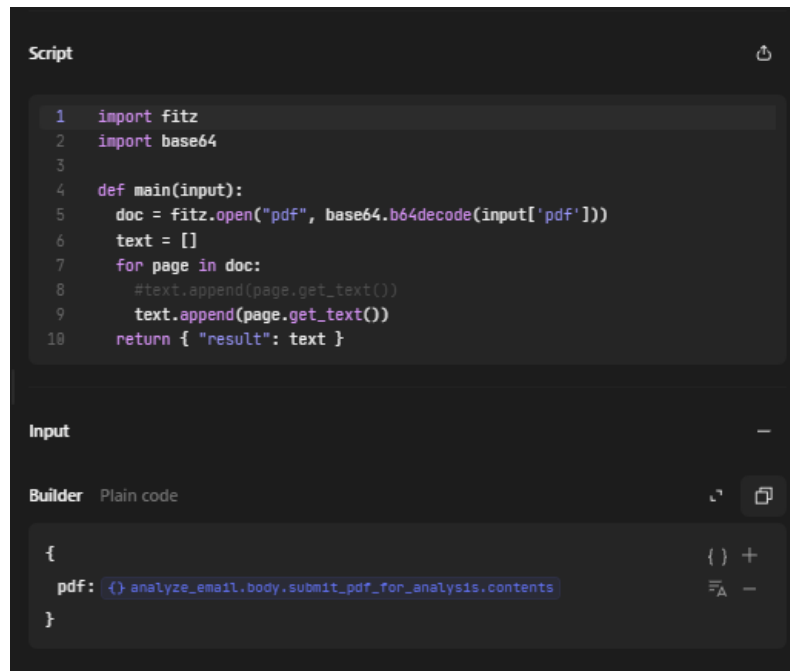 Script
1 import fitz
2 import base64
3
4 def main(input):
5 doc = fitz.open("pdf", base64.b64decode(input['pdf']))
6 text = []
7 for page in doc:
8 #text.append(page.get_text())
9 text.append(page.get_text())
10 return { "result": text }
Input
Builder Plain code
{
pdf: {} analyze_email.body.submit_pdf_for_analysis.contents
}